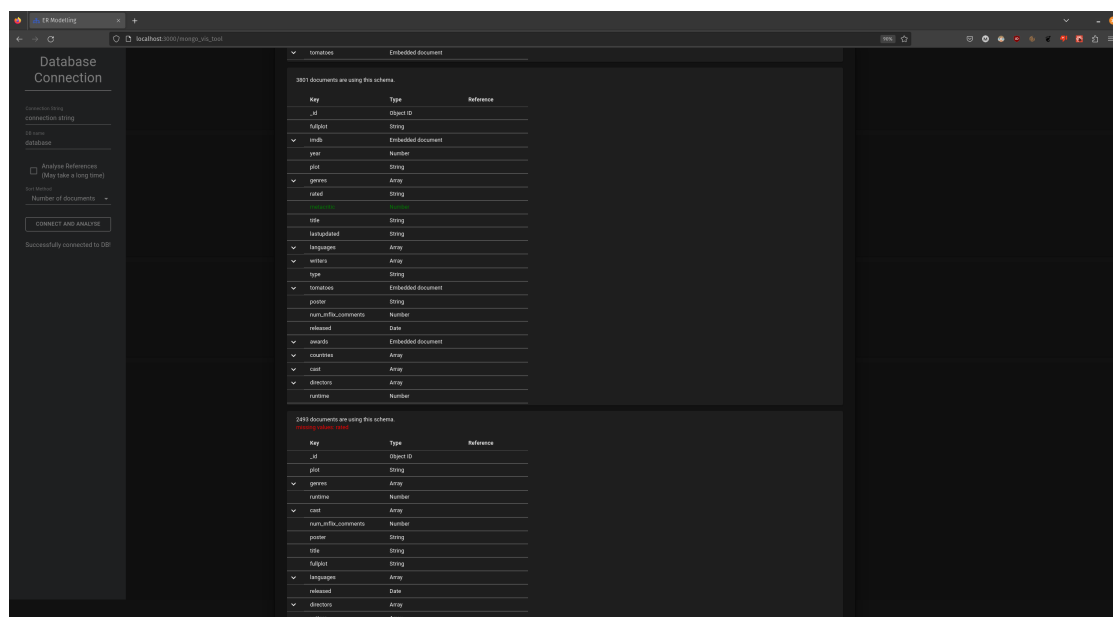 ER Modelling
localhost:3000/mongo_vis_tool
90%
Database
Connection
Connection String
connection string
DB name
database
Analyse References
(May take a long time)
Sort Method
Number of documents
CONNECT AND ANALYSE
Successfully connected to DB!
tomatoes Embedded document
3801 documents are using this schema.
Key Type Reference
_id Object ID
fullplot String
imdb Embedded document
year Number
plot String
genres Array
rated String
metacritic Number
title String
lastupdated String
languages Array
writers Array
type String
tomatoes Embedded document
poster String
num_mflix_comments Number
released Date
awards Embedded document
countries Array
cast Array
directors Array
runtime Number
2493 documents are using this schema.
missing values: rated
Key Type Reference
_id Object ID
plot String
genres Array
runtime Number
cast Array
num_mflix_comments Number
poster String
title String
fullplot String
languages Array
released Date
directors Array